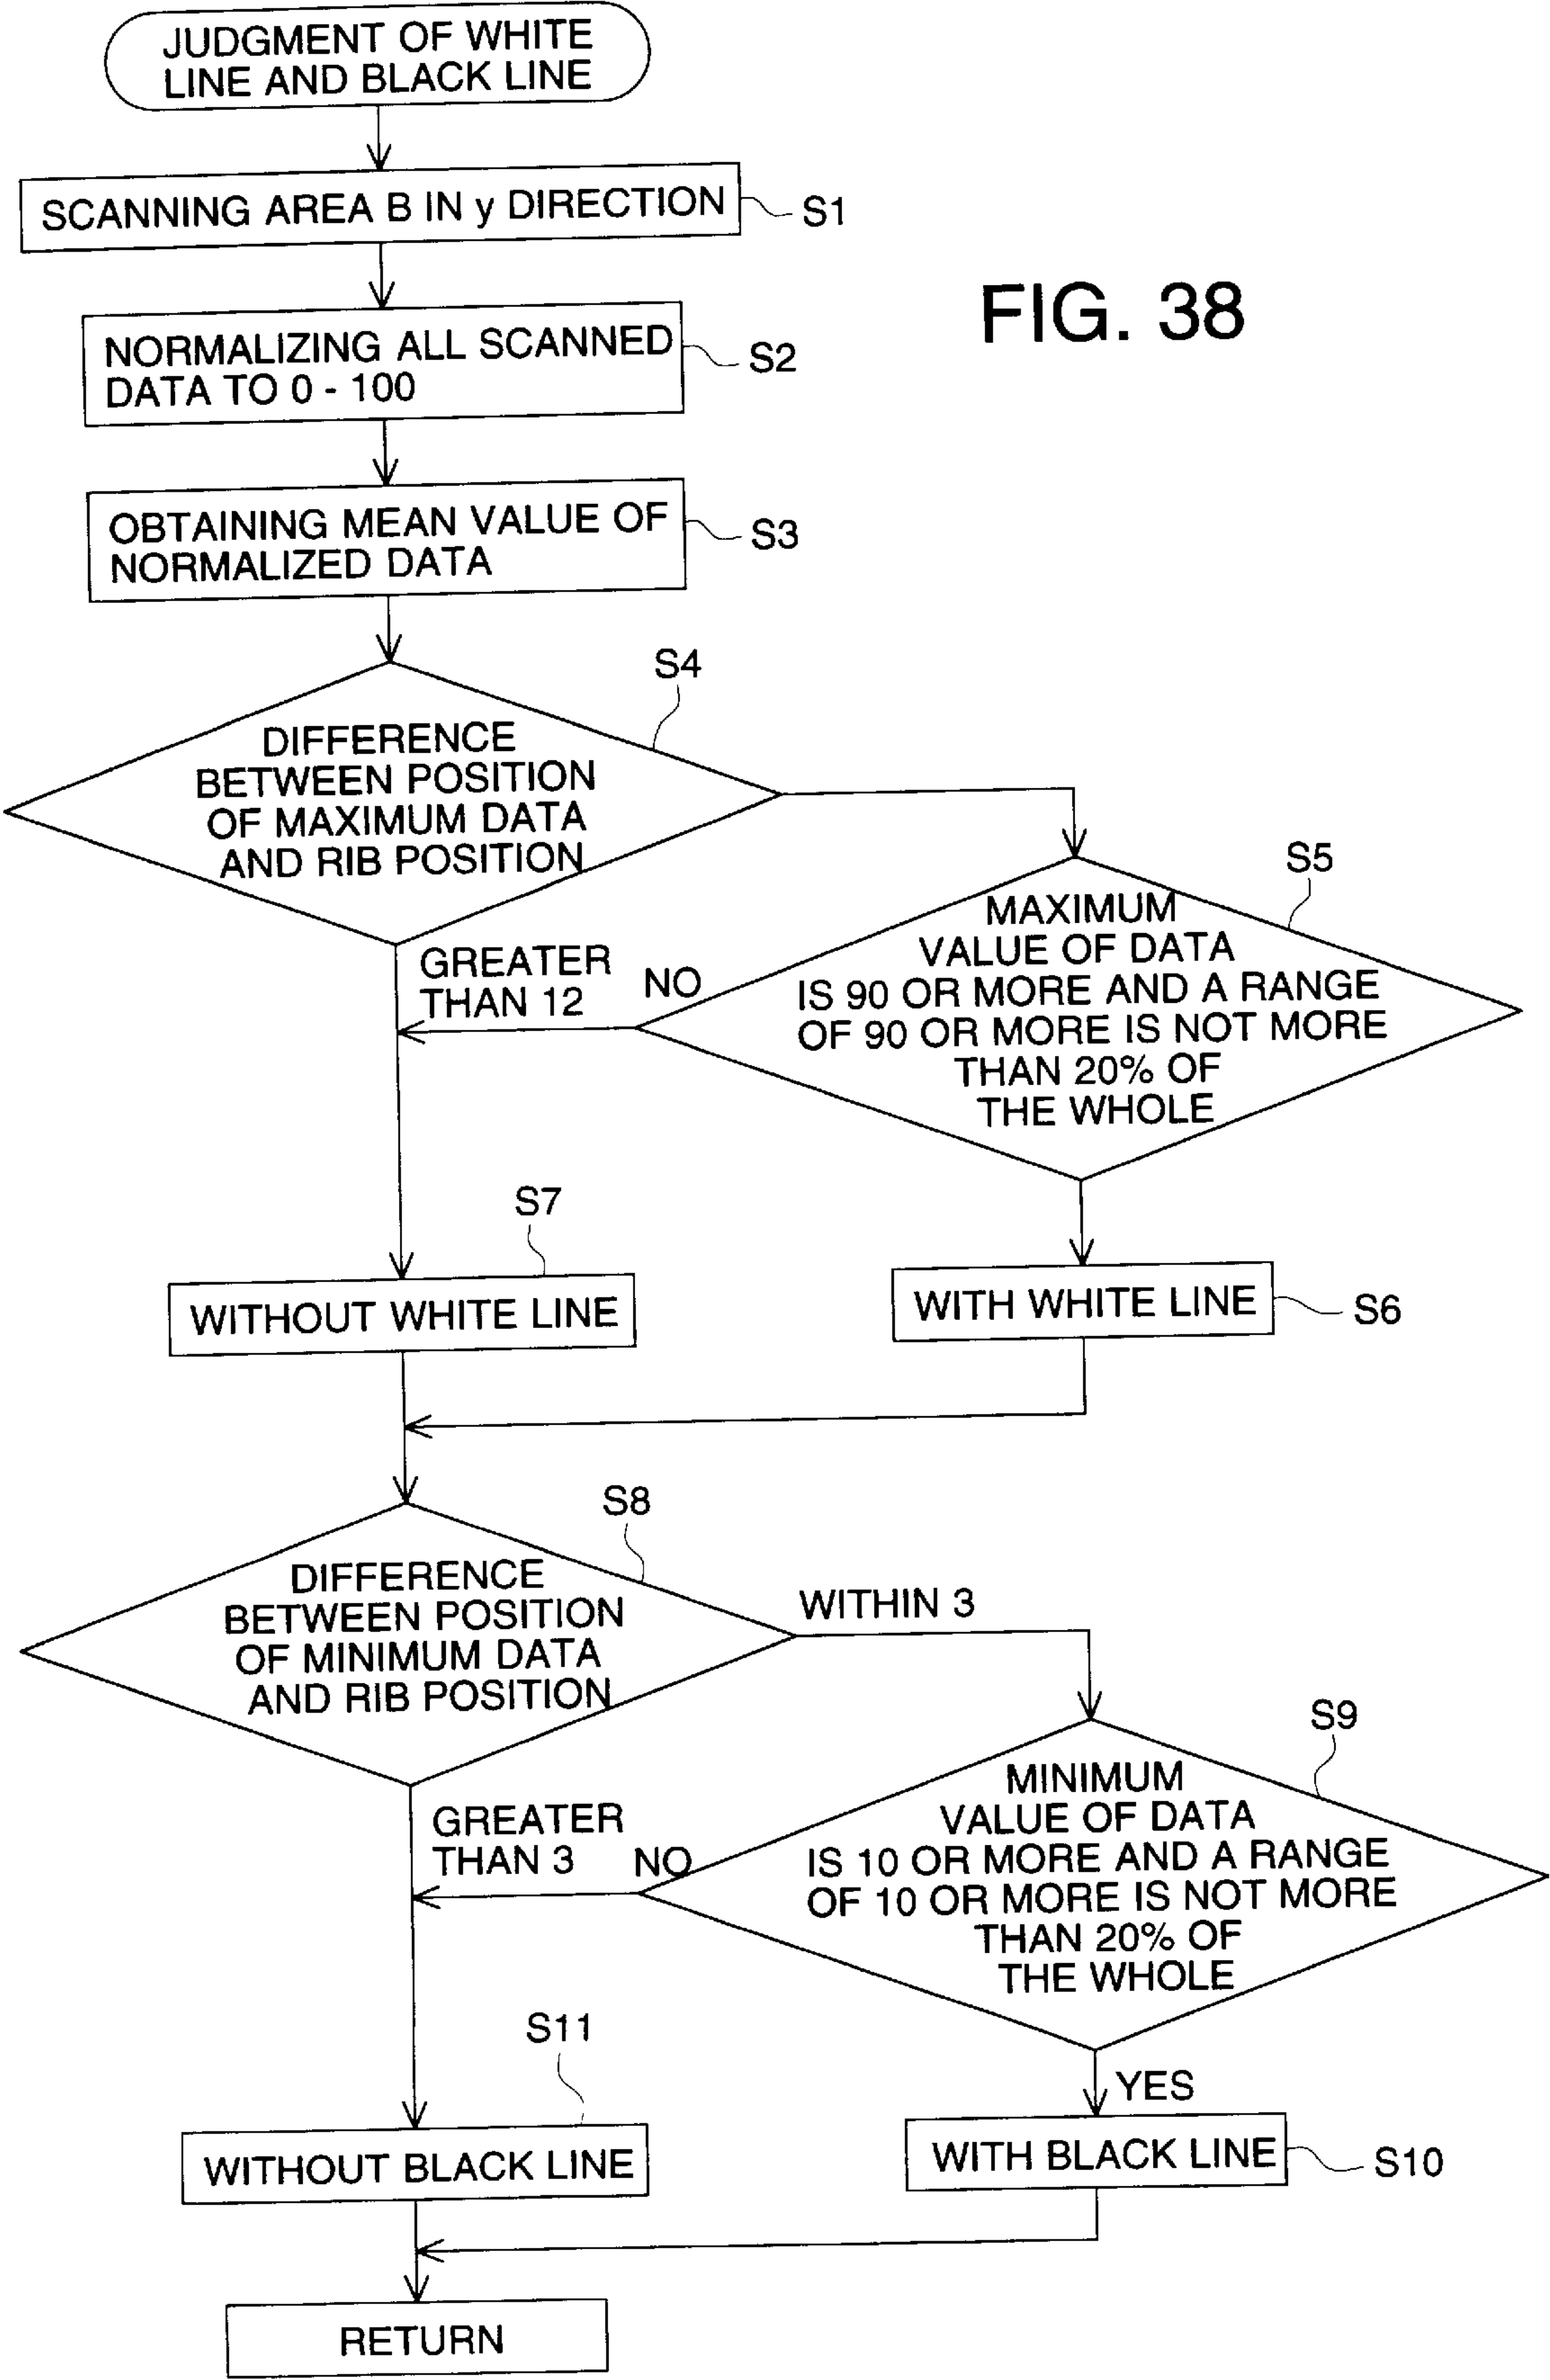 JUDGMENT OF WHITE
LINE AND BLACK LINE
SCANNING AREA B IN y DIRECTION
S1
FIG. 38
NORMALIZING ALL SCANNED
DATA TO 0 - 100
S2
OBTAINING MEAN VALUE OF
NORMALIZED DATA
S3
S4
DIFFERENCE
BETWEEN POSITION
OF MAXIMUM DATA
AND RIB POSITION
S5
MAXIMUM
VALUE OF DATA
IS 90 OR MORE AND A RANGE
OF 90 OR MORE IS NOT MORE
THAN 20% OF
THE WHOLE
GREATER
THAN 12
NO
S7
WITHOUT WHITE LINE
WITH WHITE LINE
S6
S8
DIFFERENCE
BETWEEN POSITION
OF MINIMUM DATA
AND RIB POSITION
WITHIN 3
S9
MINIMUM
VALUE OF DATA
IS 10 OR MORE AND A RANGE
OF 10 OR MORE IS NOT MORE
THAN 20% OF
THE WHOLE
GREATER
THAN 3
NO
YES
S11
WITHOUT BLACK LINE
WITH BLACK LINE
S10
RETURN